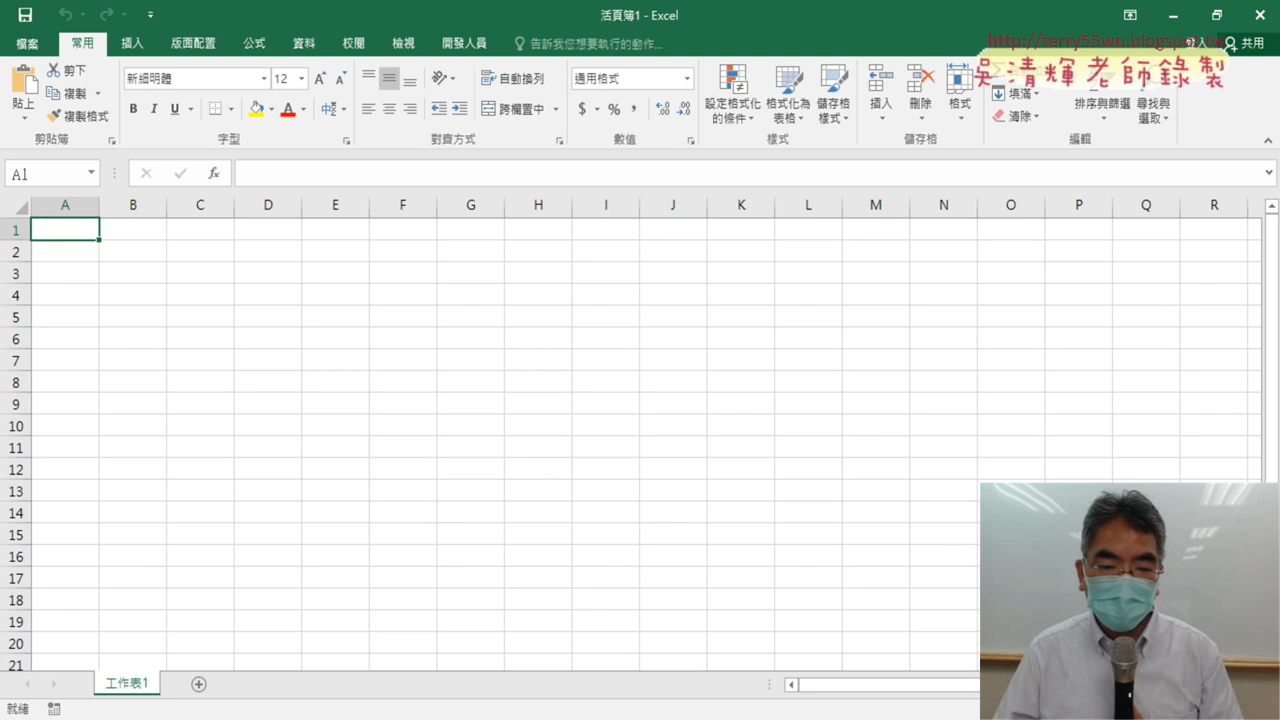 活頁簿1 - Excel
檔案 常用 插入 版面配置 公式 資料 校閱 檢視 開發人員 告訴我您想要執行的動作... 共用
http://terry55wu.blogspot.tw
吳清輝老師錄製
貼上 剪下 複製 複製格式 剪貼簿
新細明體 12 B I U 字型
自動換列 跨欄置中 對齊方式
通用格式 $ % 數值
設定格式化的條件 格式化為表格 儲存格樣式 樣式
插入 刪除 格式 儲存格
填滿 清除 排序與篩選 尋找與選取 編輯
A1 fx
A B C D E F G H I J K L M N O P Q R
1
2
3
4
5
6
7
8
9
10
11
12
13
14
15
16
17
18
19
20
21
工作表1
就緒